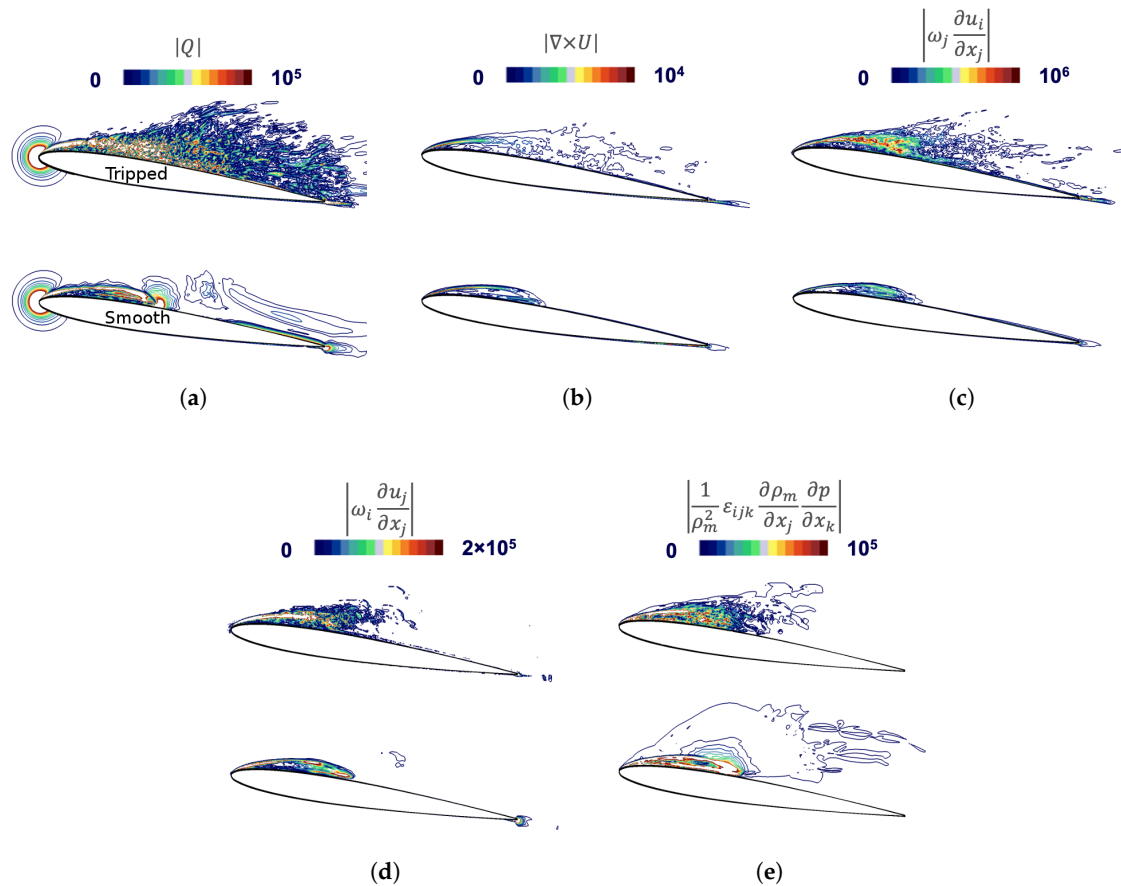 |Q|
0 10⁵
|∇×U|
0 10⁴
|ω_j ∂u_i/∂x_j|
0 10⁶
Tripped
Smooth
(a)
(b)
(c)
|ω_i ∂u_j/∂x_j|
0 2×10⁵
|1/ρ_m² ε_ijk ∂ρ_m/∂x_j ∂p/∂x_k|
0 10⁵
(d)
(e)